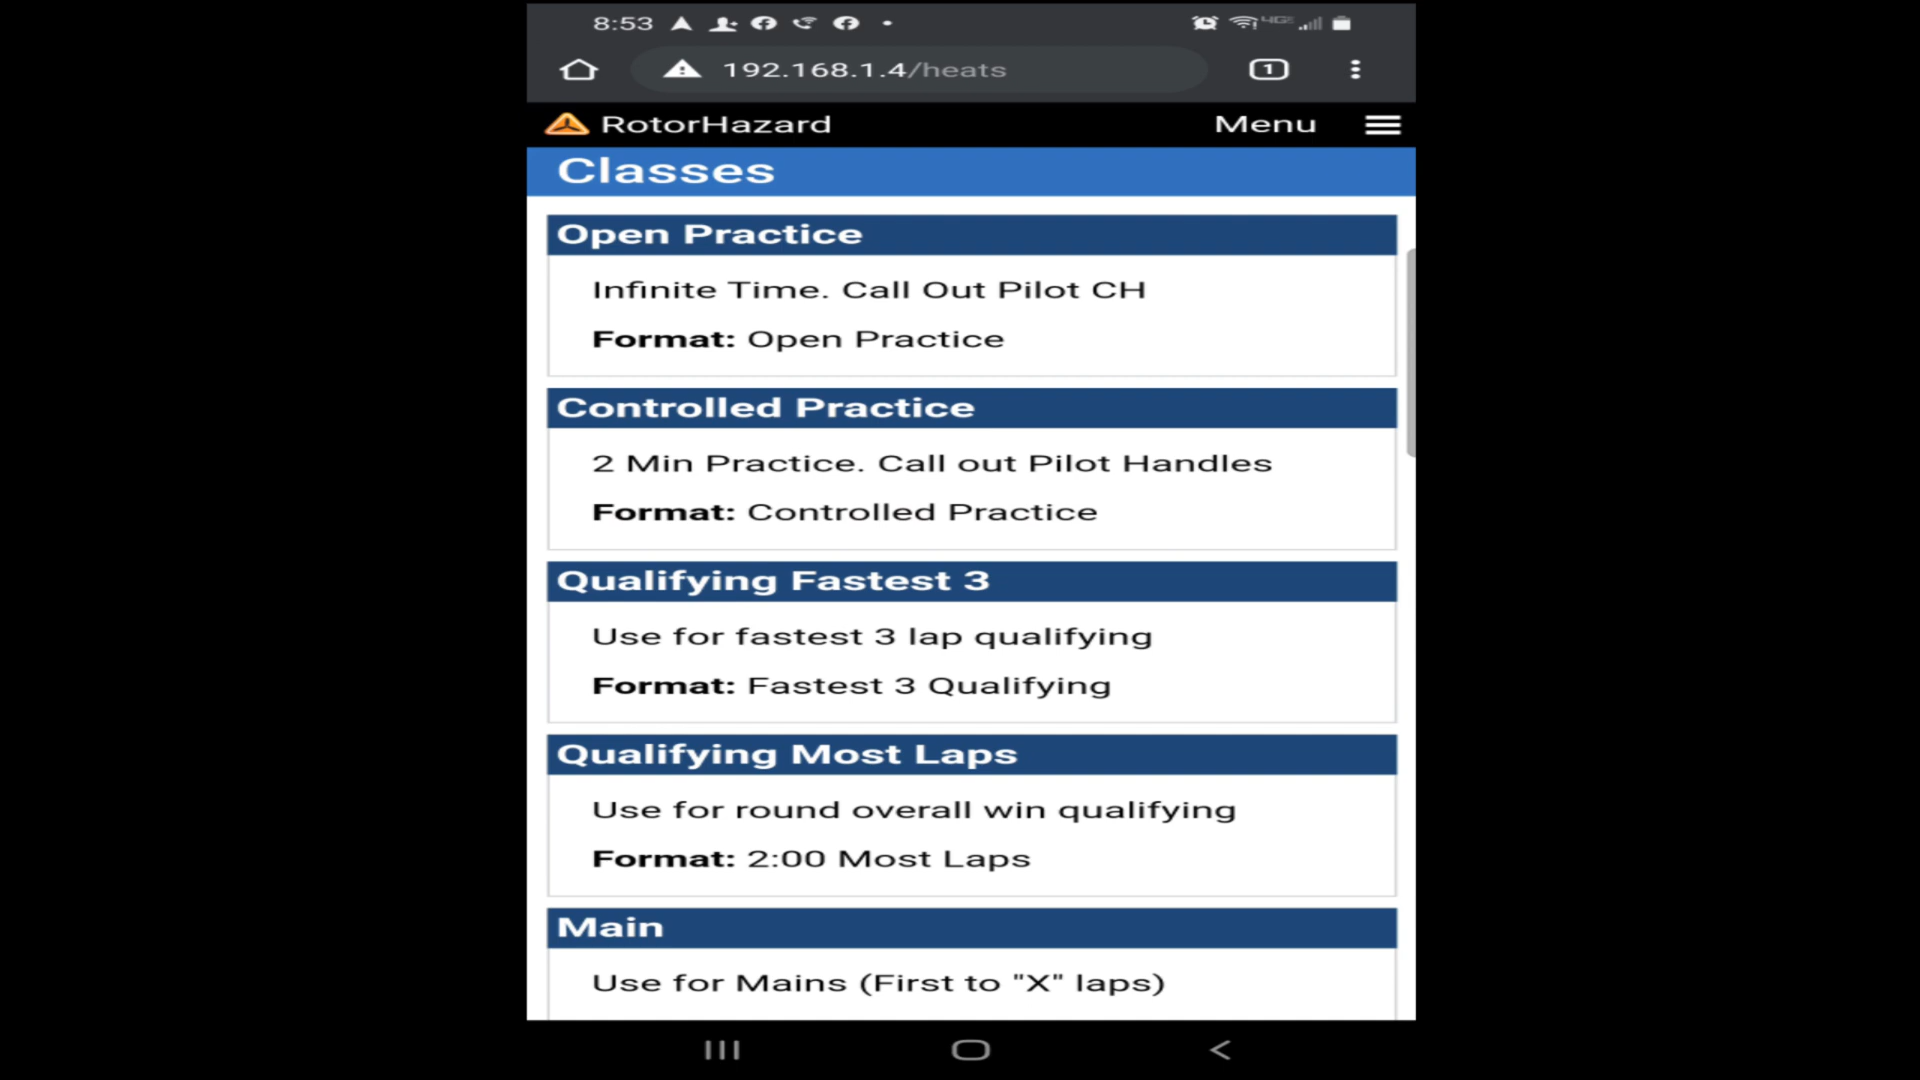 8:53
192.168.1.4/heats
1
RotorHazard
Menu
Classes
Open Practice
Infinite Time. Call Out Pilot CH
Format: Open Practice
Controlled Practice
2 Min Practice. Call out Pilot Handles
Format: Controlled Practice
Qualifying Fastest 3
Use for fastest 3 lap qualifying
Format: Fastest 3 Qualifying
Qualifying Most Laps
Use for round overall win qualifying
Format: 2:00 Most Laps
Main
Use for Mains (First to "X" laps)